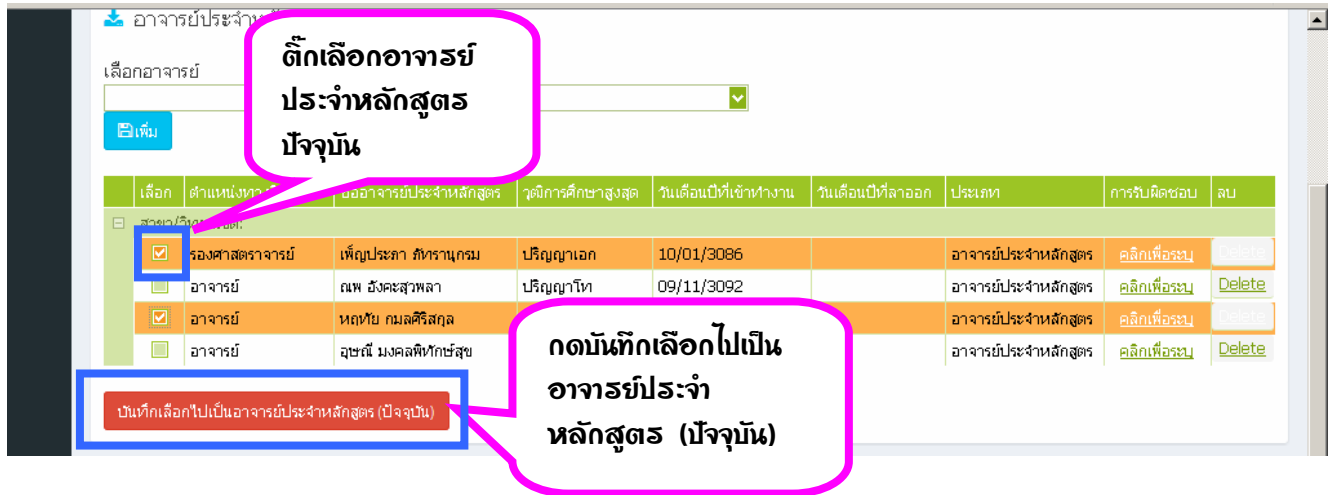 อาจารย์ประจำห
ติ๊กเลือกอาจารย์
ประจำหลักสูตร
ปัจจุบัน
เลือกอาจารย์
เพิ่ม
เลือก ตำแหน่งทาง ชื่ออาจารย์ประจำหลักสูตร วุฒิการศึกษาสูงสุด วันเดือนปีที่เข้าทำงาน วันเดือนปีที่ลาออก ประเภท การรับผิดชอบ ลบ
สาขา/
รองศาสตราจารย์ เพ็ญประภา ภัทรานุกรม ปริญญาเอก 10/01/3086 อาจารย์ประจำหลักสูตร คลิกเพื่อระบุ Delete
อาจารย์ ณพ อังคะสุวพลา ปริญญาโท 09/11/3092 อาจารย์ประจำหลักสูตร คลิกเพื่อระบุ Delete
อาจารย์ หฤทัย กมลศิริสกุล อาจารย์ประจำหลักสูตร คลิกเพื่อระบุ Delete
อาจารย์ อุษณี มงคลพิทักษ์สุข อาจารย์ประจำหลักสูตร คลิกเพื่อระบุ Delete
กดบันทึกเลือกไปเป็น
อาจารย์ประจำ
หลักสูตร (ปัจจุบัน)
บันทึกเลือกไปเป็นอาจารย์ประจำหลักสูตร (ปัจจุบัน)